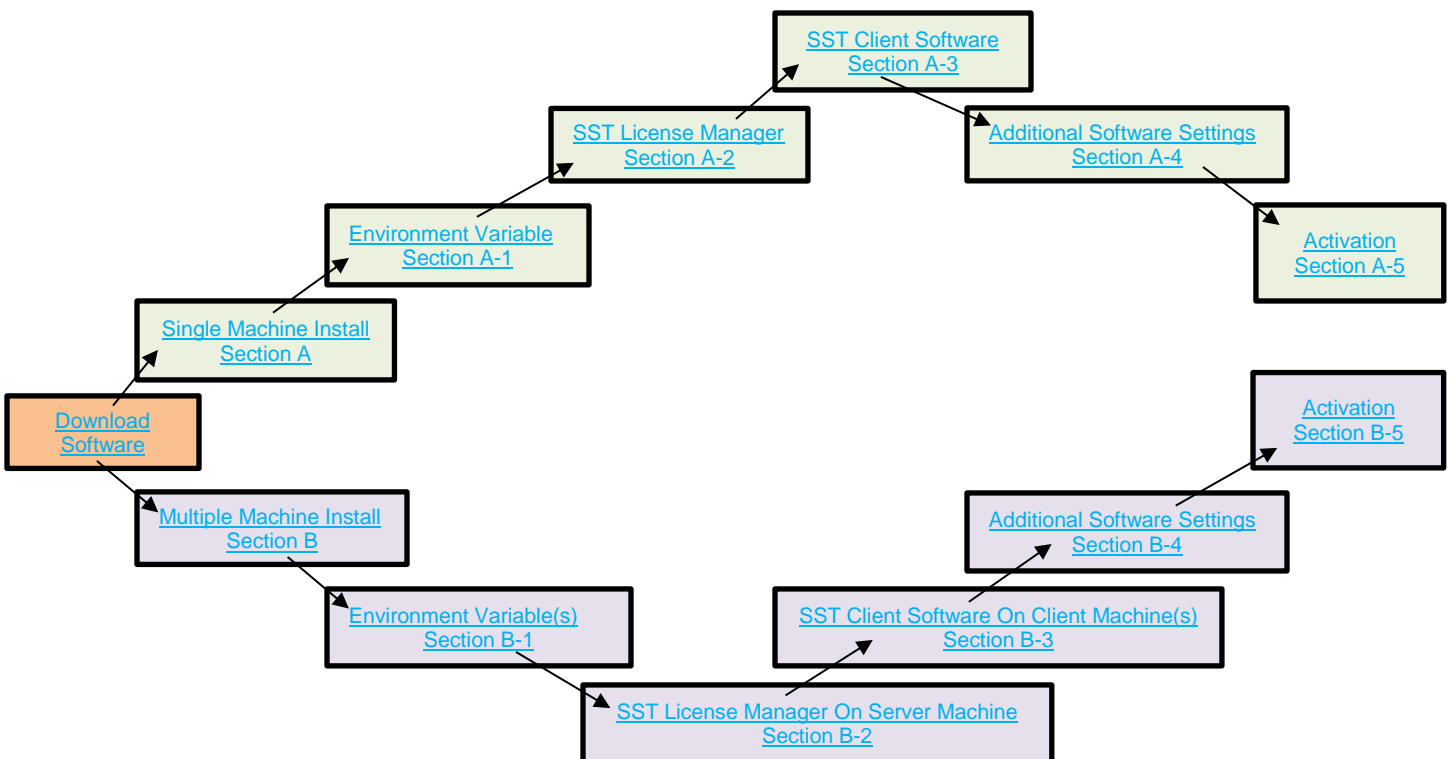 SST Client Software
Section A-3
SST License Manager
Section A-2
Additional Software Settings
Section A-4
Environment Variable
Section A-1
Activation
Section A-5
Single Machine Install
Section A
Download
Software
Activation
Section B-5
Multiple Machine Install
Section B
Additional Software Settings
Section B-4
Environment Variable(s)
Section B-1
SST Client Software On Client Machine(s)
Section B-3
SST License Manager On Server Machine
Section B-2